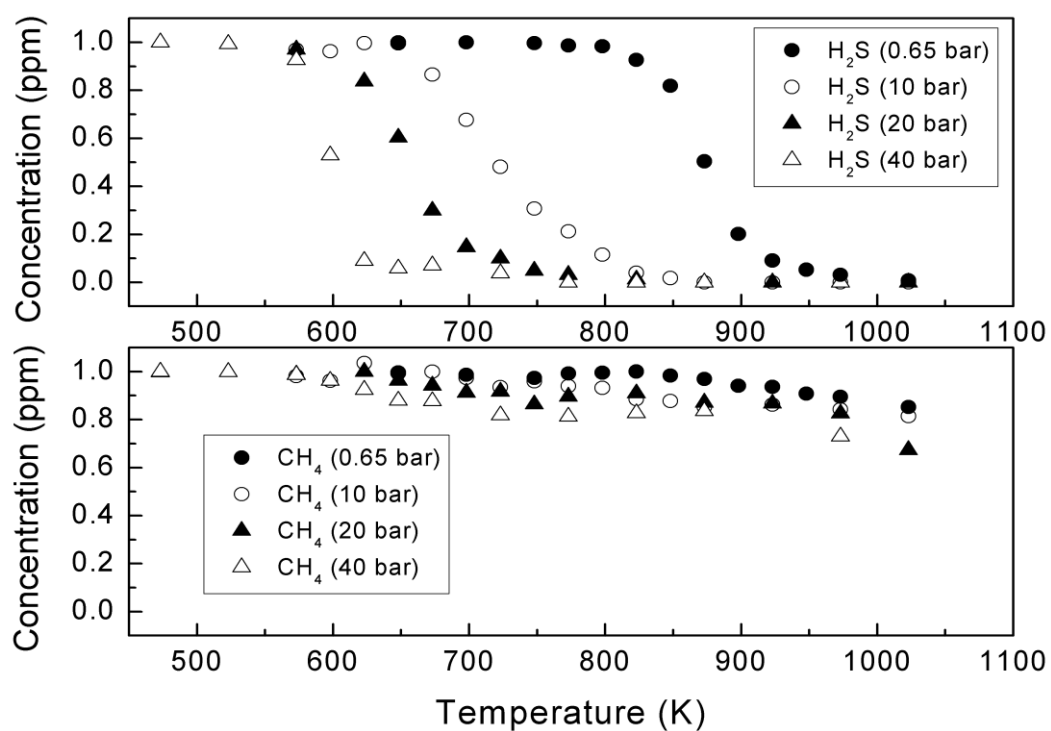 Concentration (ppm)
1.0
0.8
0.6
0.4
0.2
0.0
H₂S (0.65 bar)
H₂S (10 bar)
H₂S (20 bar)
H₂S (40 bar)
500 600 700 800 900 1000 1100
Concentration (ppm)
1.0
0.8
0.6
0.4
0.2
0.0
CH₄ (0.65 bar)
CH₄ (10 bar)
CH₄ (20 bar)
CH₄ (40 bar)
500 600 700 800 900 1000 1100
Temperature (K)